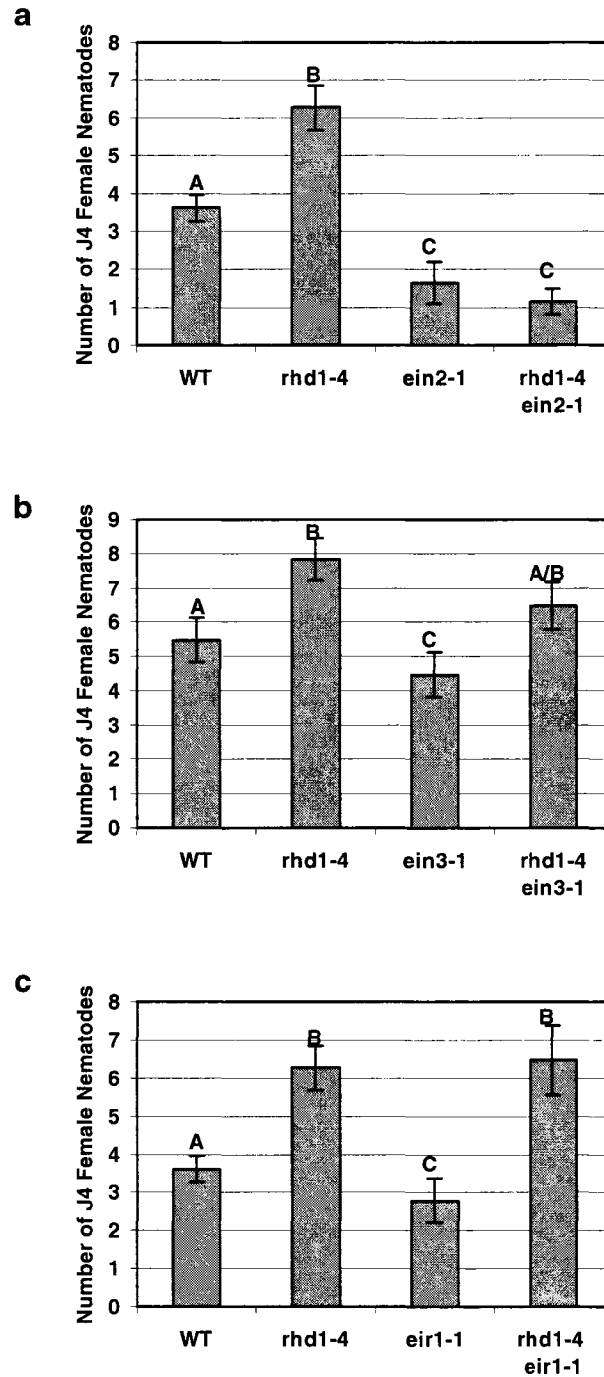 a
Number of J4 Female Nematodes
8
7
6
5
4
3
2
1
0
A
B
C
C
WT
rhd1-4
ein2-1
rhd1-4
ein2-1
b
Number of J4 Female Nematodes
9
8
7
6
5
4
3
2
1
0
A
B
C
A/B
WT
rhd1-4
ein3-1
rhd1-4
ein3-1
c
Number of J4 Female Nematodes
8
7
6
5
4
3
2
1
0
A
B
C
B
WT
rhd1-4
eir1-1
rhd1-4
eir1-1